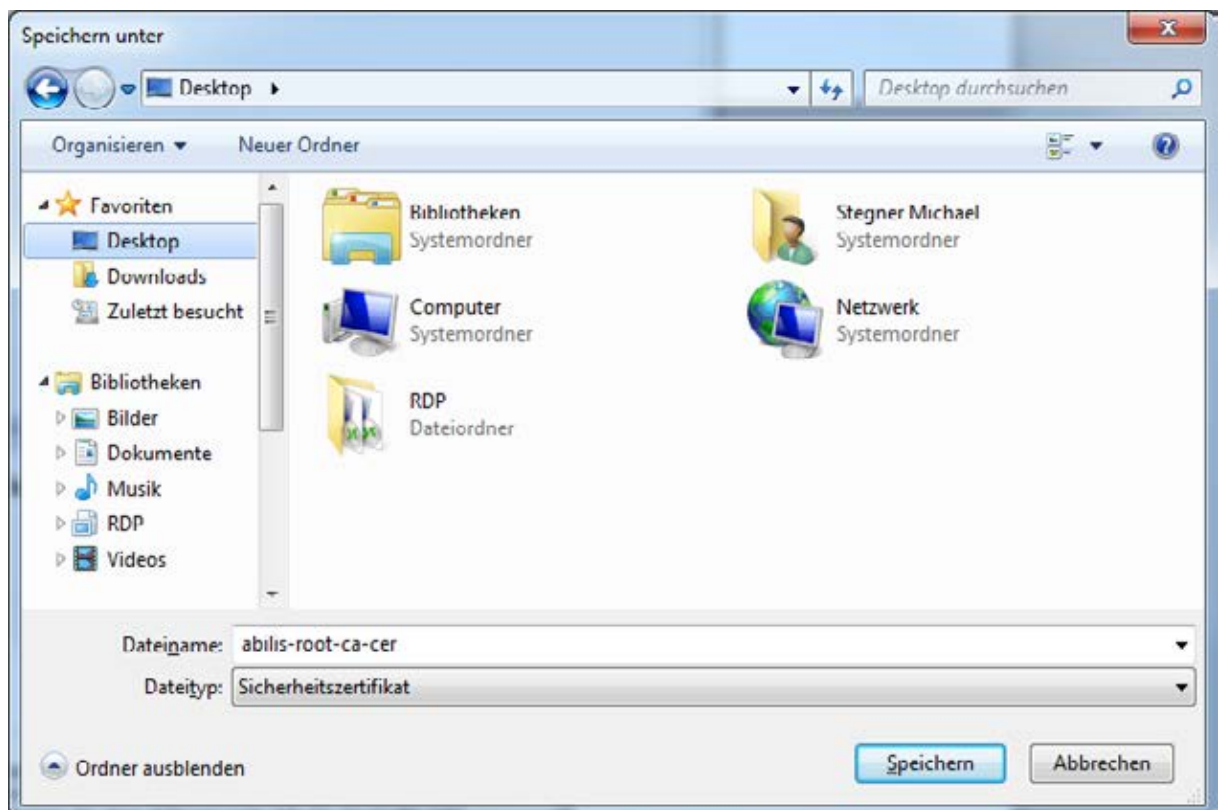 Speichern unter
Desktop
Desktop durchsuchen
Organisieren
Neuer Ordner
Favoriten
Desktop
Downloads
Zuletzt besucht
Bibliotheken
Bilder
Dokumente
Musik
RDP
Videos
Bibliotheken
Systemordner
Stegner Michael
Systemordner
Computer
Systemordner
Netzwerk
Systemordner
RDP
Dateiordner
Dateiname: abilis-root-ca-cer
Dateityp: Sicherheitszertifikat
Ordner ausblenden
Speichern
Abbrechen